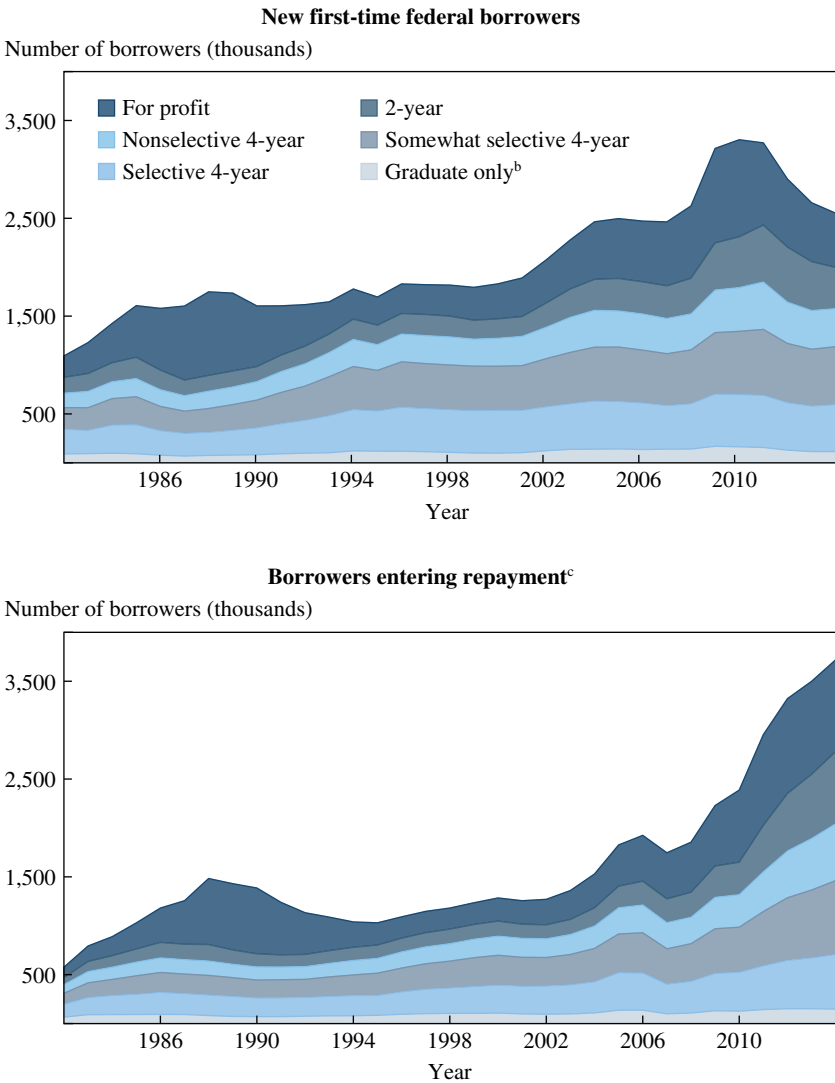 New first-time federal borrowers
Number of borrowers (thousands)
For profit
2-year
Nonselective 4-year
Somewhat selective 4-year
Selective 4-year
Graduate onlyᵇ
3,500
2,500
1,500
500
1986 1990 1994 1998 2002 2006 2010
Year
Borrowers entering repaymentᶜ
Number of borrowers (thousands)
3,500
2,500
1,500
500
1986 1990 1994 1998 2002 2006 2010
Year